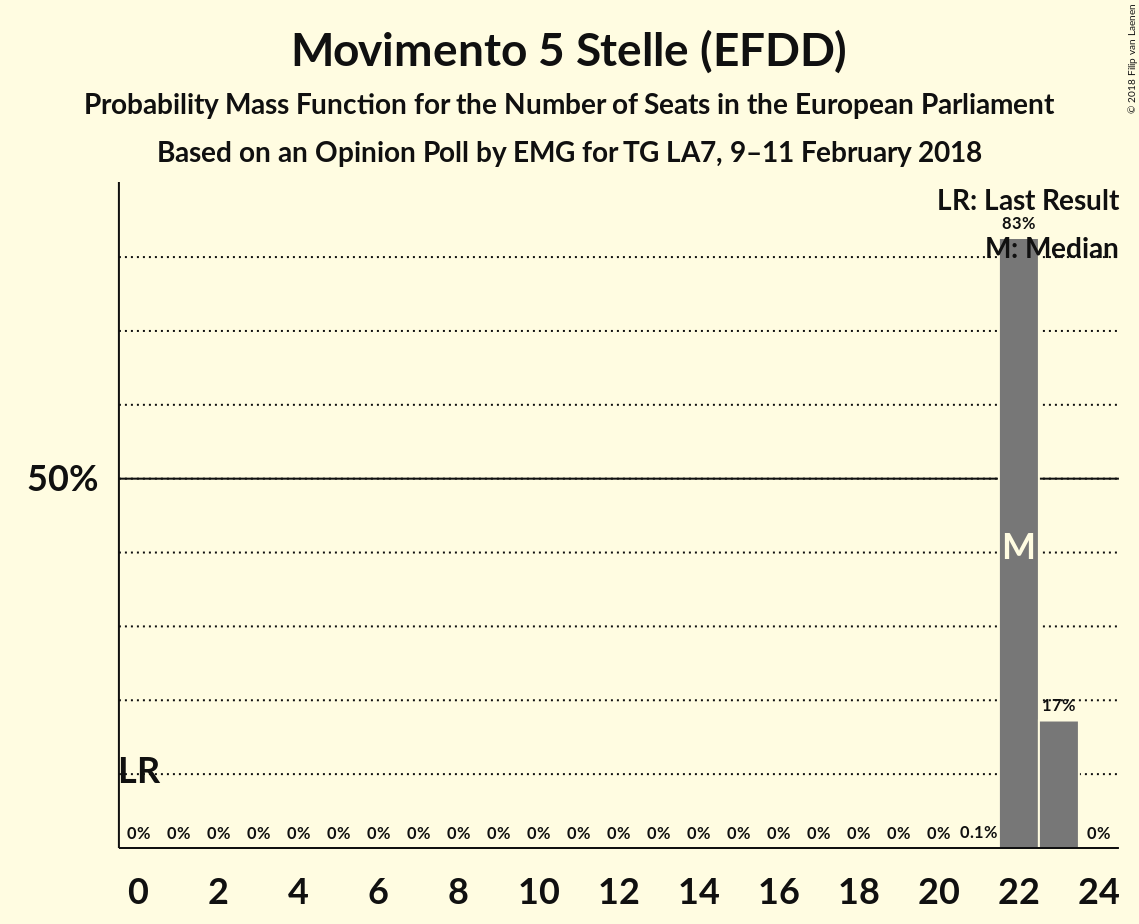 Movimento 5 Stelle (EFDD)
Probability Mass Function for the Number of Seats in the European Parliament
Based on an Opinion Poll by EMG for TG LA7, 9–11 February 2018
© 2018 Filip van Laenen
LR: Last Result
83%
M: Median
50%
M
17%
LR
0% 0% 0% 0% 0% 0% 0% 0% 0% 0% 0% 0% 0% 0% 0% 0% 0% 0% 0% 0% 0% 0.1% 0%
0 2 4 6 8 10 12 14 16 18 20 22 24